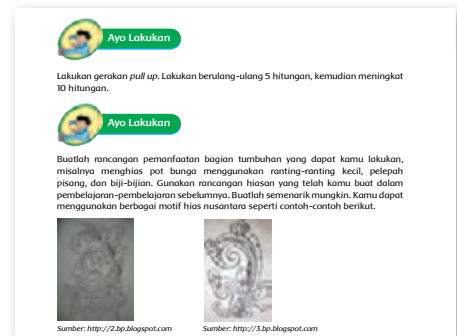 Ayo Lakukan
Lakukan gerakan pull up. Lakukan berulang-ulang 5 hitungan, kemudian meningkat
10 hitungan.
Ayo Lakukan
Buatlah rancangan pemanfaatan bagian tumbuhan yang dapat kamu lakukan,
misalnya menghias pot bunga menggunakan ranting-ranting kecil, pelepah
pisang, dan biji-bijian. Gunakan rancangan hiasan yang telah kamu buat dalam
pembelajaran-pembelajaran sebelumnya. Buatlah semenarik mungkin. Kamu dapat
menggunakan berbagai motif hias nusantara seperti contoh-contoh berikut.
Sumber: http://2.bp.blogspot.com
Sumber: http://3.bp.blogspot.com